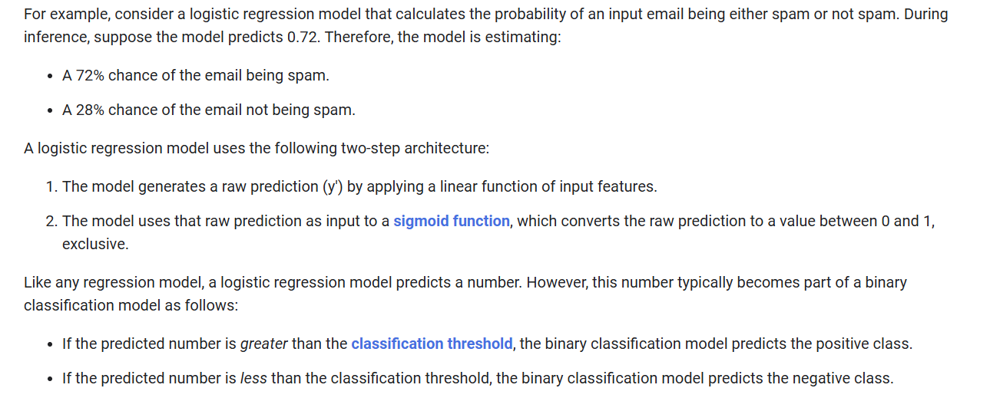 For example, consider a logistic regression model that calculates the probability of an input email being either spam or not spam. During
inference, suppose the model predicts 0.72. Therefore, the model is estimating:
• A 72% chance of the email being spam.
• A 28% chance of the email not being spam.
A logistic regression model uses the following two-step architecture:
1. The model generates a raw prediction (y') by applying a linear function of input features.
2. The model uses that raw prediction as input to a sigmoid function, which converts the raw prediction to a value between 0 and 1,
exclusive.
Like any regression model, a logistic regression model predicts a number. However, this number typically becomes part of a binary
classification model as follows:
• If the predicted number is greater than the classification threshold, the binary classification model predicts the positive class.
• If the predicted number is less than the classification threshold, the binary classification model predicts the negative class.